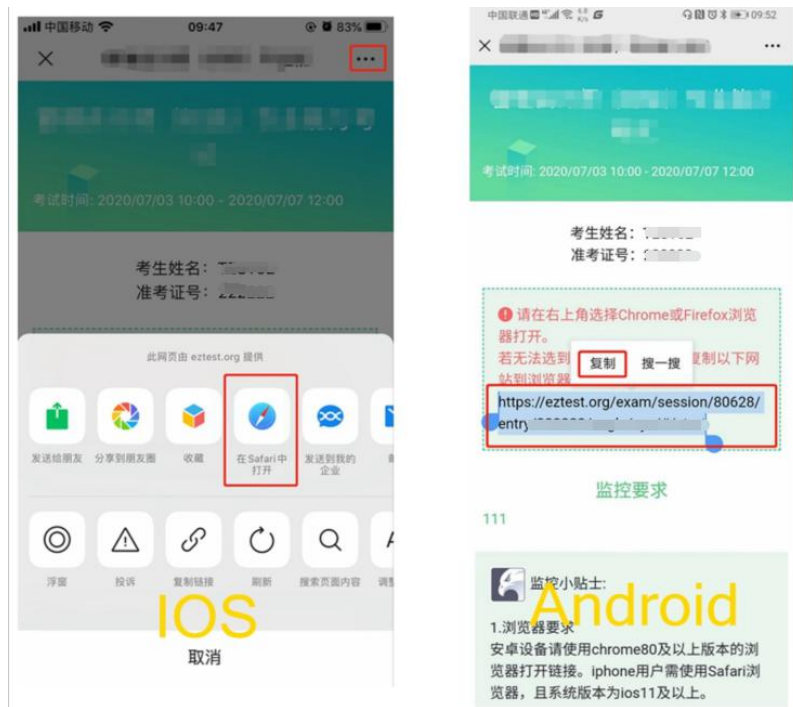 中国移动 09:47 83%
考试时间: 2020/07/03 10:00 - 2020/07/07 12:00
考生姓名:
准考证号:
此网页由 eztest.org 提供
发送给朋友
分享到朋友圈
收藏
在Safari中
打开
发送到我的
企业
浮窗
投诉
复制链接
刷新
搜索页面内容
调整
IOS
取消
中国联通 09:52
考试时间: 2020/07/03 10:00 - 2020/07/07 12:00
考生姓名:
准考证号:
请在右上角选择Chrome或Firefox浏览
器打开。
若无法选到 复制以下网
站到浏览器
复制 搜一搜
https://eztest.org/exam/session/80628/
entry
监控要求
111
监控小贴士:
Android
1.浏览器要求
安卓设备请使用chrome80及以上版本的浏
览器打开链接。iphone用户需使用Safari浏
览器，且系统版本为ios11及以上。